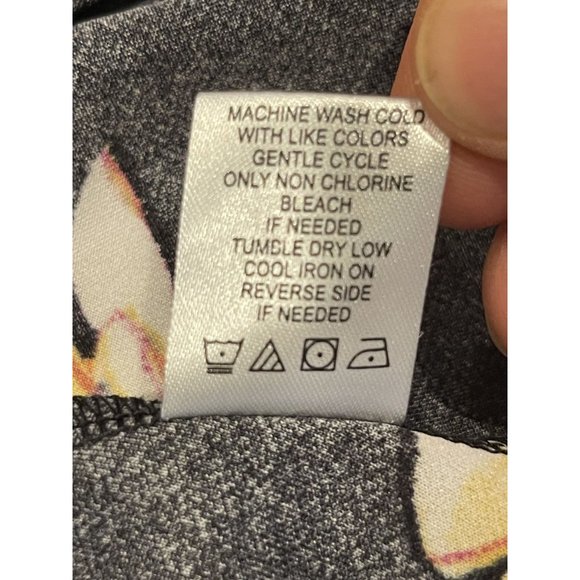 MACHINE WASH COLD
WITH LIKE COLORS
GENTLE CYCLE
ONLY NON CHLORINE
BLEACH
IF NEEDED
TUMBLE DRY LOW
COOL IRON ON
REVERSE SIDE
IF NEEDED